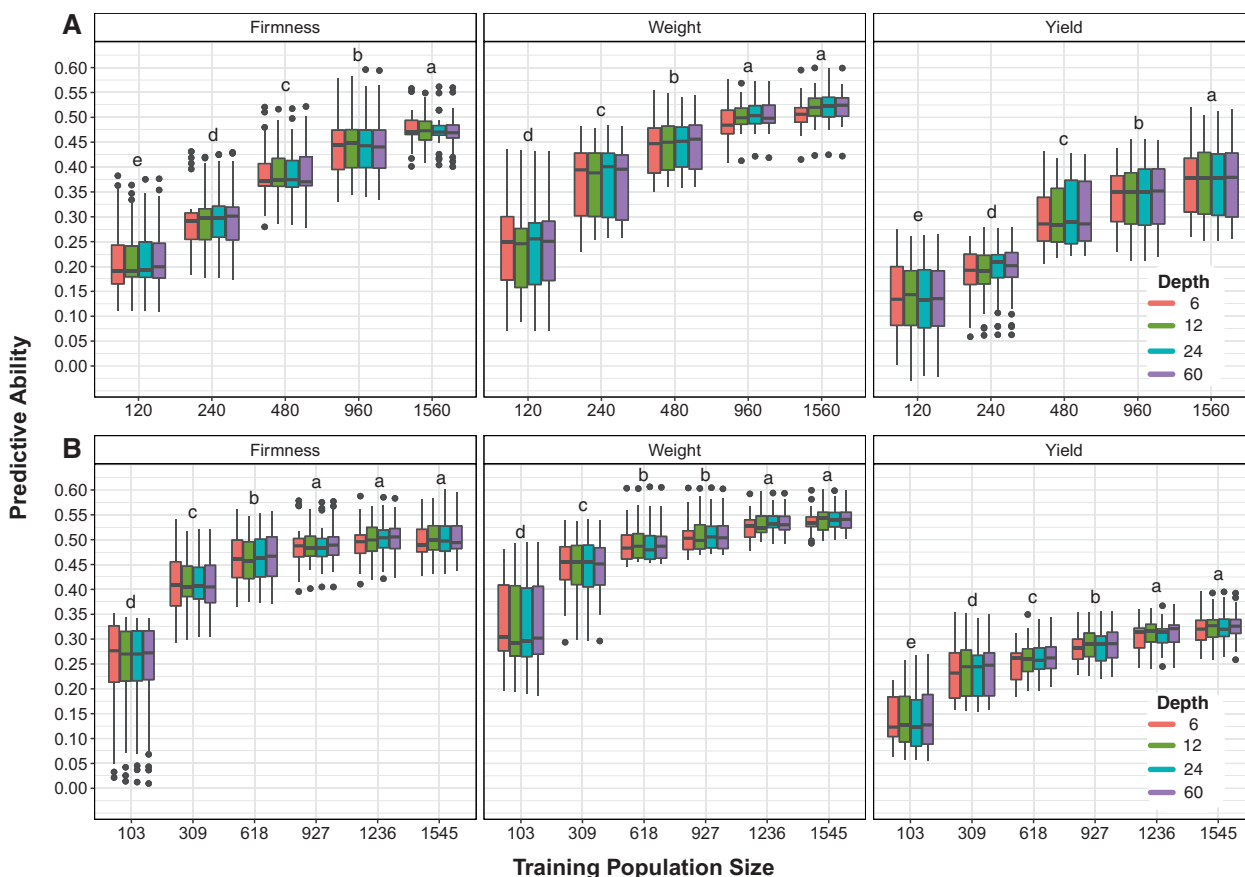 A
Firmness
Weight
Yield
0.60
0.55
0.50
0.45
0.40
0.35
0.30
0.25
0.20
0.15
0.10
0.05
0.00
e d c b a
d c b a a
e d c b a
Depth
6
12
24
60
120 240 480 960 1560
120 240 480 960 1560
120 240 480 960 1560
Predictive Ability
B
Firmness
Weight
Yield
0.60
0.55
0.50
0.45
0.40
0.35
0.30
0.25
0.20
0.15
0.10
0.05
0.00
d c b a a a
d c b b a a
e d c b a a
Depth
6
12
24
60
103 309 618 927 1236 1545
103 309 618 927 1236 1545
103 309 618 927 1236 1545
Training Population Size